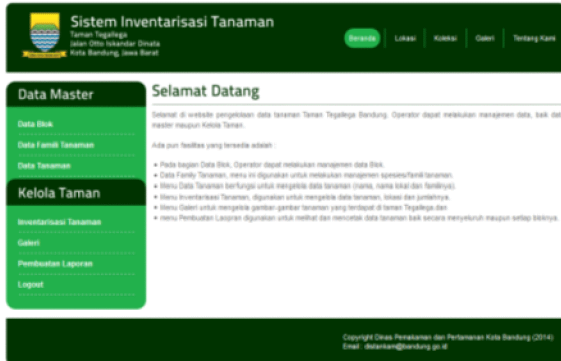 Sistem Inventarisasi Tanaman
Taman Tegallega
Jalan Otto Iskandar Dinata
Kota Bandung, Jawa Barat
Beranda Lokasi Koleksi Galeri Tentang Kami
Data Master
Data Blok
Data Famili Tanaman
Data Tanaman
Kelola Taman
Inventarisasi Tanaman
Galeri
Pembuatan Laporan
Logout
Selamat Datang
Selamat di website pengelolaan data tanaman Taman Tegallega Bandung, Operator dapat melakukan manajemen data, baik data
master maupun Kelola Taman.
Ada pun fasilitas yang tersedia adalah :
Pada bagian Data Blok, Operator dapat melakukan manajemen data Blok.
Data Family Tanaman, menu ini digunakan untuk melakukan manajemen spesies/famili tanaman.
Menu Data Tanaman berfungsi untuk mengelola data tanaman (nama, nama lokal dan familinya).
Menu Inventarisasi Tanaman, digunakan untuk mengelola data tanaman, lokasi dan jumlahnya.
Menu Galeri untuk mengelola gambar-gambar tanaman yang terdapat di taman Tegallega dan
menu Pembuatan Laopran digunakan untuk melihat dan mencetak data tanaman baik secara menyeluruh maupun setiap bloknya.
Copyright Dinas Pemakaman dan Pertamanan Kota Bandung (2014)
Email : distankam@bandung.go.id